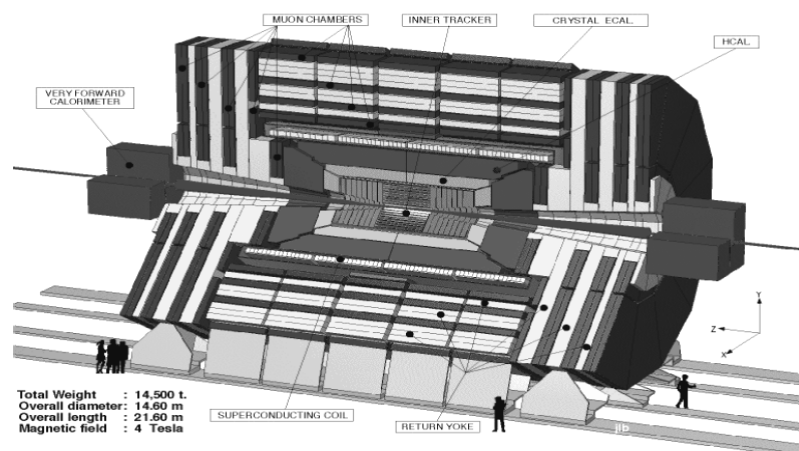 MUON CHAMBERS
INNER TRACKER
CRYSTAL ECAL
HCAL
VERY FORWARD
CALORIMETER
Y
Z
X
Total Weight : 14,500 t.
Overall diameter : 14.60 m
Overall length : 21.60 m
Magnetic field : 4 Tesla
SUPERCONDUCTING COIL
RETURN YOKE
jlb